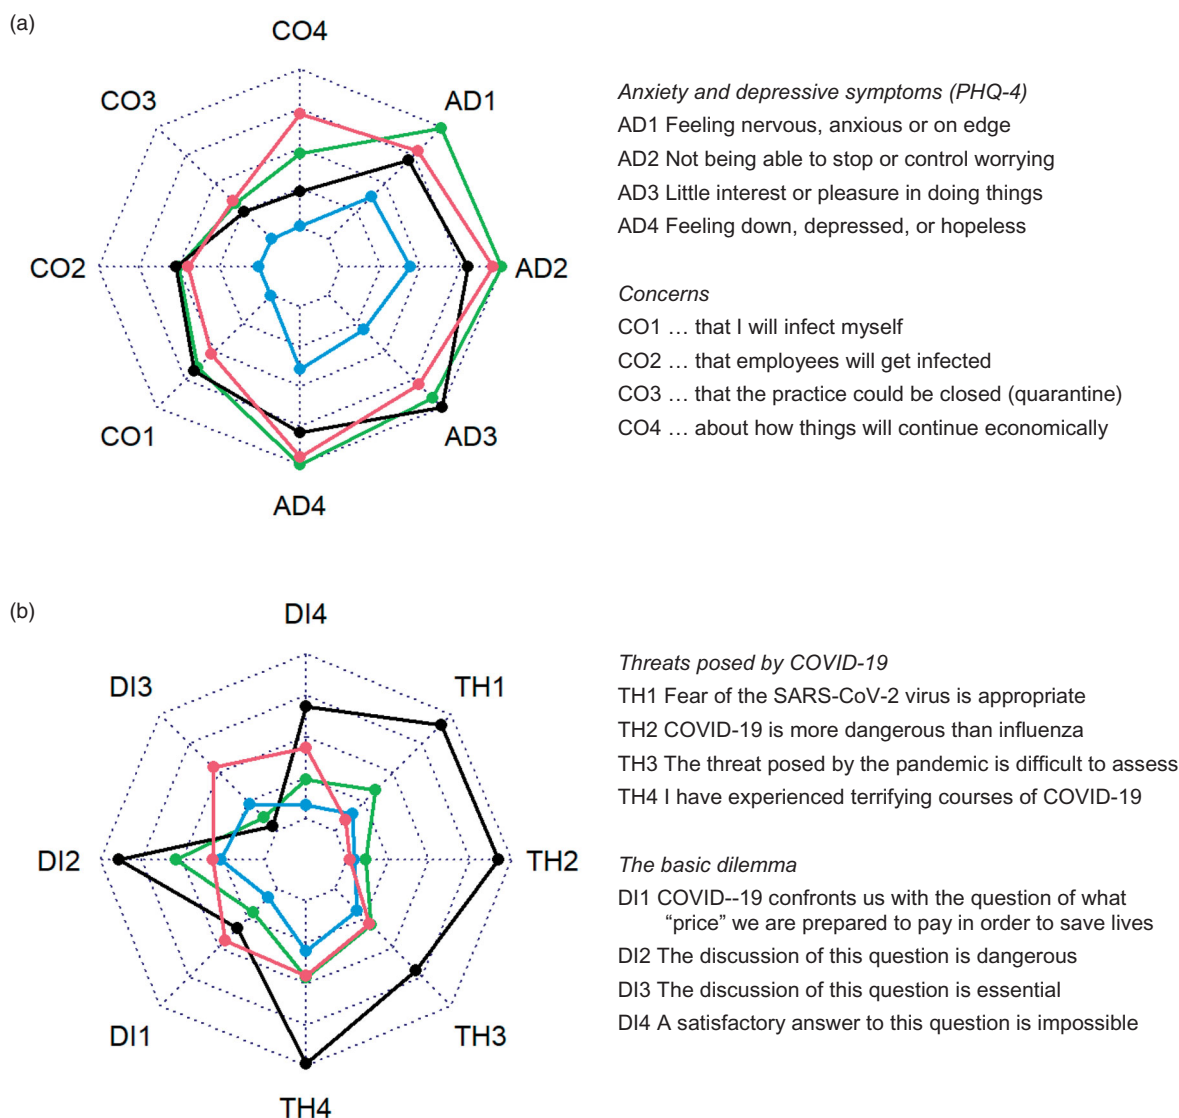 (a)
CO4
CO3
AD1
CO2
AD2
CO1
AD3
AD4
Anxiety and depressive symptoms (PHQ-4)
AD1 Feeling nervous, anxious or on edge
AD2 Not being able to stop or control worrying
AD3 Little interest or pleasure in doing things
AD4 Feeling down, depressed, or hopeless
Concerns
CO1 … that I will infect myself
CO2 … that employees will get infected
CO3 … that the practice could be closed (quarantine)
CO4 … about how things will continue economically
(b)
DI4
DI3
TH1
DI2
TH2
DI1
TH3
TH4
Threats posed by COVID-19
TH1 Fear of the SARS-CoV-2 virus is appropriate
TH2 COVID-19 is more dangerous than influenza
TH3 The threat posed by the pandemic is difficult to assess
TH4 I have experienced terrifying courses of COVID-19
The basic dilemma
DI1 COVID--19 confronts us with the question of what
“price” we are prepared to pay in order to save lives
DI2 The discussion of this question is dangerous
DI3 The discussion of this question is essential
DI4 A satisfactory answer to this question is impossible